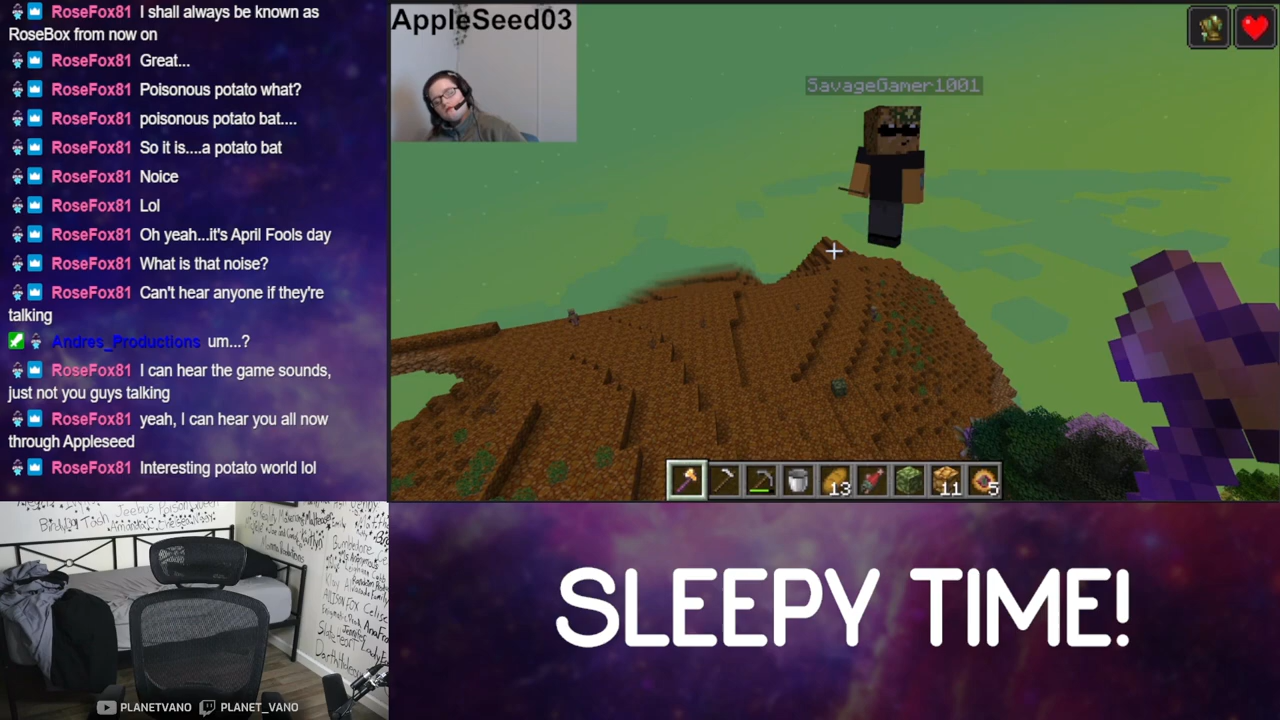 RoseFox81 I shall always be known as
RoseBox from now on
RoseFox81 Great...
RoseFox81 Poisonous potato what?
RoseFox81 poisonous potato bat....
RoseFox81 So it is....a potato bat
RoseFox81 Noice
RoseFox81 Lol
RoseFox81 Oh yeah...it's April Fools day
RoseFox81 What is that noise?
RoseFox81 Can't hear anyone if they're
talking
Andres_Productions um...?
RoseFox81 I can hear the game sounds,
just not you guys talking
RoseFox81 yeah, I can hear you all now
through Appleseed
RoseFox81 Interesting potato world lol
AppleSeed03
SavageGamer1001
13
11
5
SLEEPY TIME!
PLANETVANO
PLANET_VANO